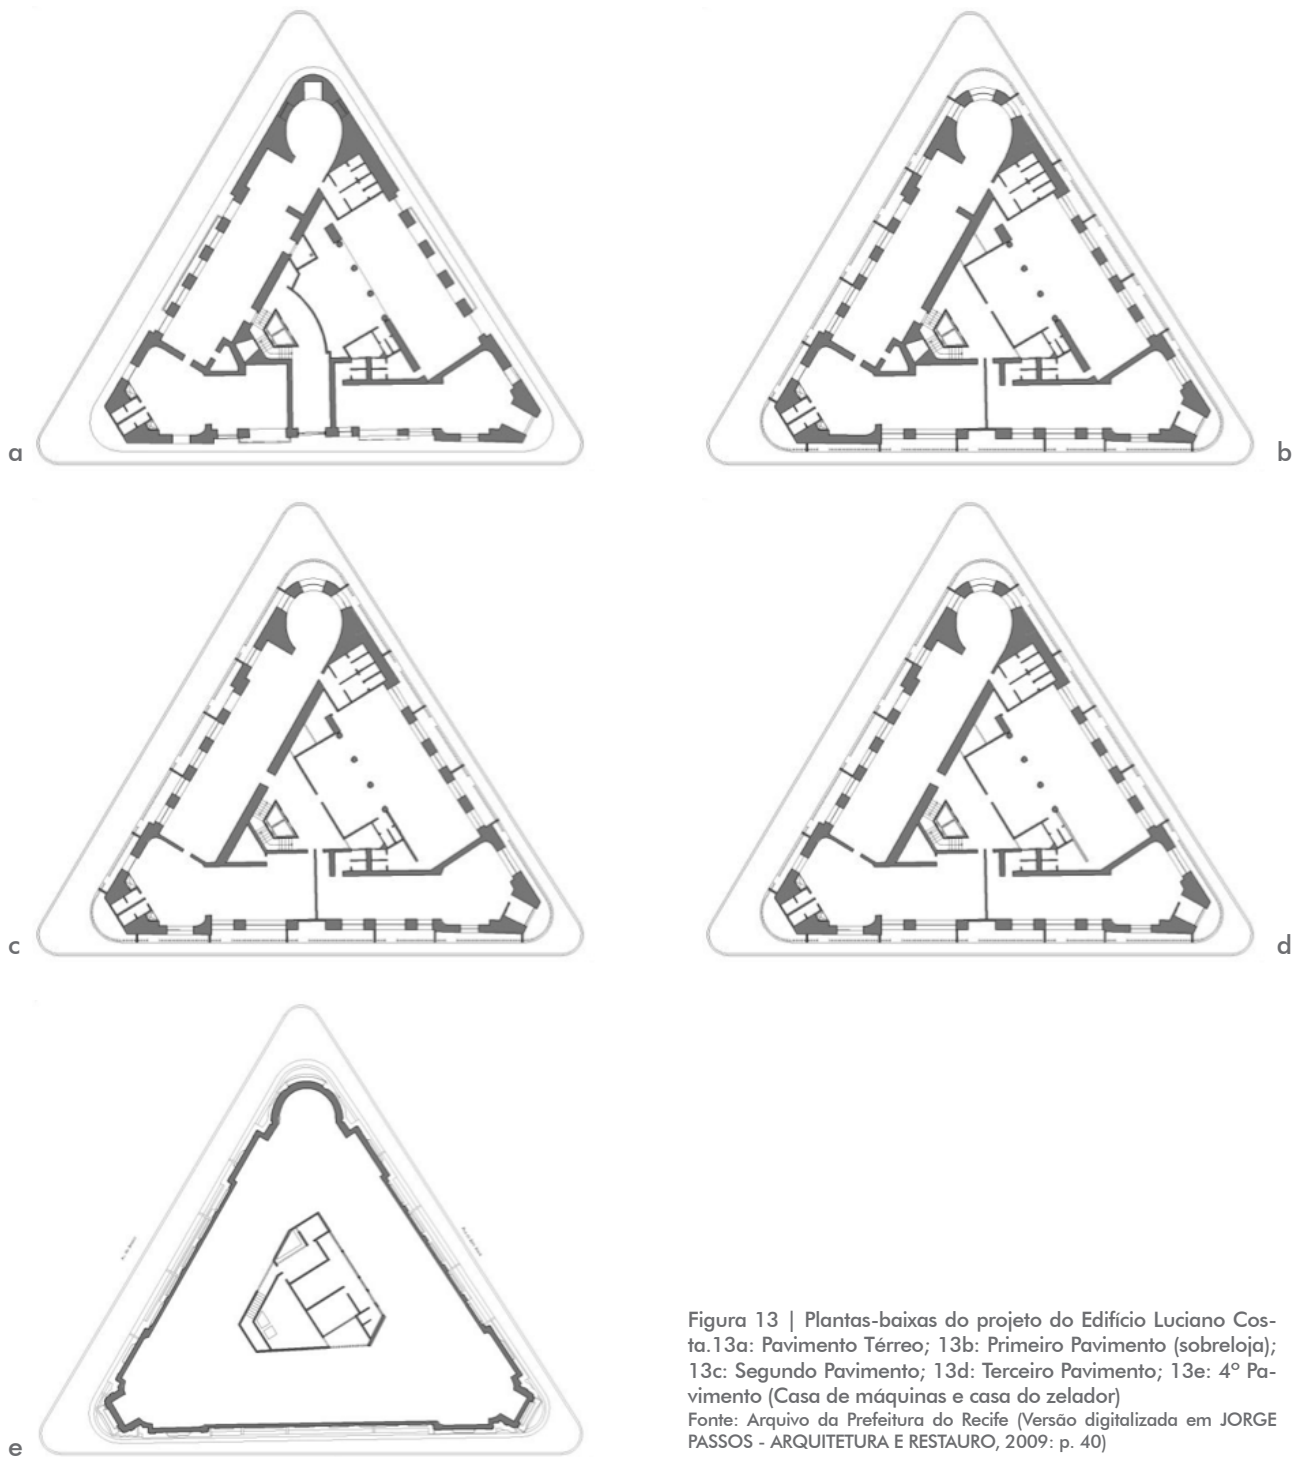 a
b
c
d
e
Figura 13 | Plantas-baixas do projeto do Edifício Luciano Cos-
ta.13a: Pavimento Térreo; 13b: Primeiro Pavimento (sobreloja);
13c: Segundo Pavimento; 13d: Terceiro Pavimento; 13e: 4º Pa-
vimento (Casa de máquinas e casa do zelador)
Fonte: Arquivo da Prefeitura do Recife (Versão digitalizada em JORGE
PASSOS - ARQUITETURA E RESTAURO, 2009: p. 40)